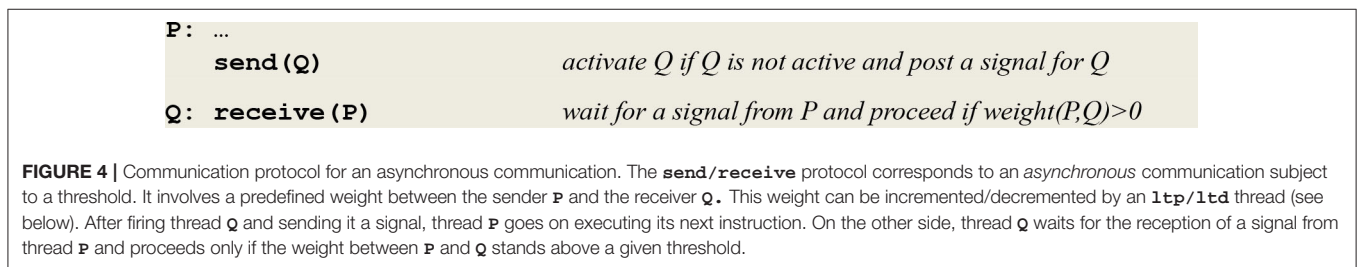 P: …
send(Q) activate Q if Q is not active and post a signal for Q
Q: receive(P) wait for a signal from P and proceed if weight(P,Q)>0
FIGURE 4 | Communication protocol for an asynchronous communication. The send/receive protocol corresponds to an asynchronous communication subject
to a threshold. It involves a predefined weight between the sender P and the receiver Q. This weight can be incremented/decremented by an ltp/ltd thread (see
below). After firing thread Q and sending it a signal, thread P goes on executing its next instruction. On the other side, thread Q waits for the reception of a signal from
thread P and proceeds only if the weight between P and Q stands above a given threshold.